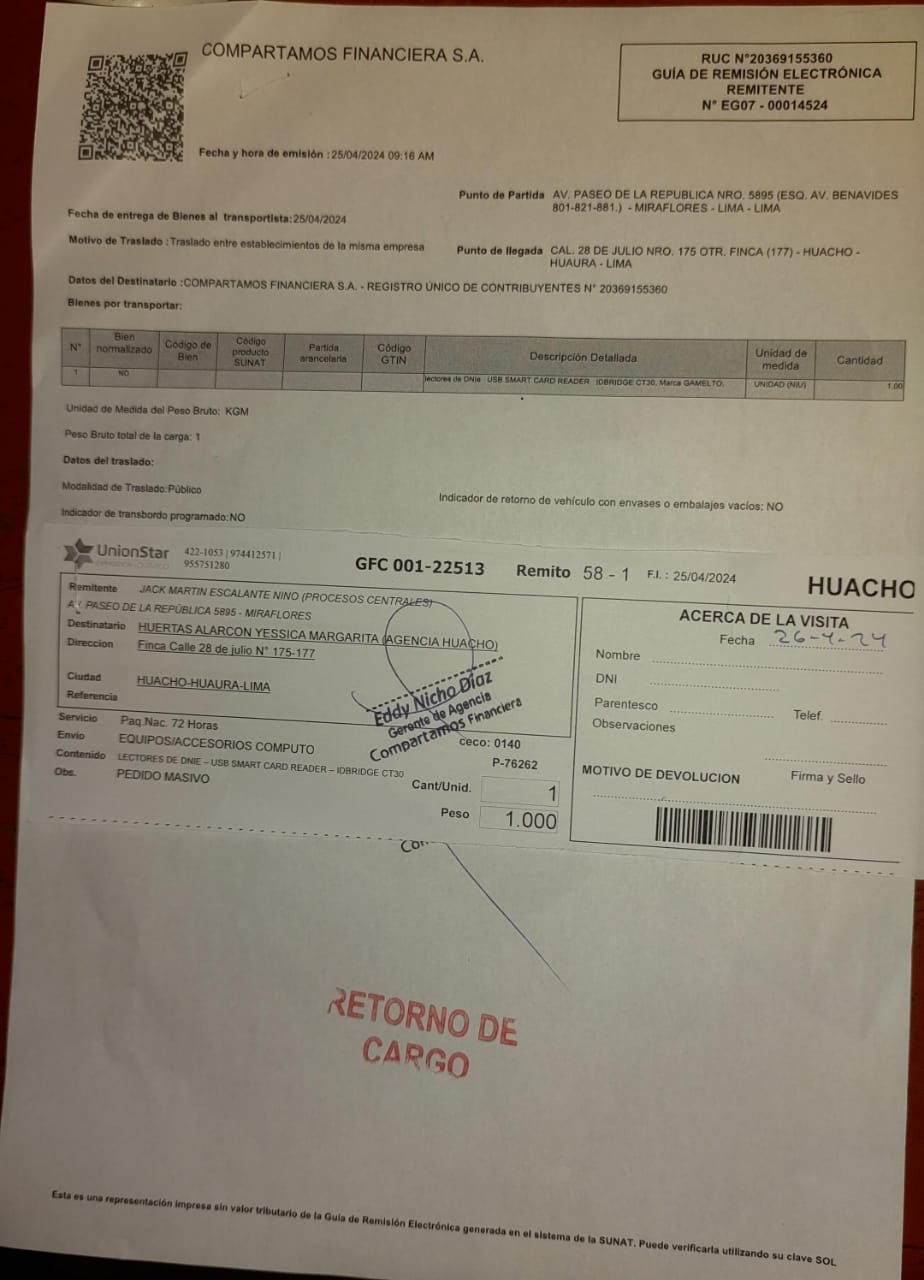 COMPARTAMOS FINANCIERA S.A.
RUC N°20369155360
GUÍA DE REMISIÓN ELECTRÓNICA
REMITENTE
N° EG07 - 00014524
Fecha y hora de emisión :25/04/2024 09:16 AM
Punto de Partida AV. PASEO DE LA REPUBLICA NRO. 5895 (ESQ. AV. BENAVIDES
801-821-881.) - MIRAFLORES - LIMA - LIMA
Fecha de entrega de Bienes al transportista:25/04/2024
Motivo de Traslado :Traslado entre establecimientos de la misma empresa
Punto de llegada CAL. 28 DE JULIO NRO. 175 OTR. FINCA (177) - HUACHO -
HUAURA - LIMA
Datos del Destinatario :COMPARTAMOS FINANCIERA S.A. - REGISTRO ÚNICO DE CONTRIBUYENTES N° 20369155360
Bienes por transportar:
N° Bien normalizado Código de Bien Código producto SUNAT Partida arancelaria Código GTIN Descripción Detallada Unidad de medida Cantidad
1 NO lectores de DNIe USB SMART CARD READER IDBRIDGE CT30, Marca GAMELTO, UNIDAD (NIU) 1.00
Unidad de Medida del Peso Bruto: KGM
Peso Bruto total de la carga: 1
Datos del traslado:
Modalidad de Traslado:Público
Indicador de retorno de vehículo con envases o embalajes vacíos: NO
Indicador de transbordo programado:NO
UnionStar
422-1053 | 974412571 |
955751280
GFC 001-22513
Remito 58 - 1
F.I. : 25/04/2024
HUACHO
Remitente JACK MARTIN ESCALANTE NINO (PROCESOS CENTRALES)
AV. PASEO DE LA REPÚBLICA 5895 - MIRAFLORES
Destinatario HUERTAS ALARCON YESSICA MARGARITA (AGENCIA HUACHO)
Direccion Finca Calle 28 de julio N° 175-177
Ciudad HUACHO-HUAURA-LIMA
Referencia
Eddy Nicho Díaz
Gerente de Agencia
Compartamos Financiera
Servicio Paq.Nac. 72 Horas
Envio EQUIPOS/ACCESORIOS COMPUTO
ceco: 0140
Contenido LECTORES DE DNIE – USB SMART CARD READER – IDBRIDGE CT30
P-76262
Obs. PEDIDO MASIVO
Cant/Unid. 1
Peso 1.000
ACERCA DE LA VISITA
Fecha 26-4-24
Nombre
DNI
Parentesco
Telef.
Observaciones
MOTIVO DE DEVOLUCION
Firma y Sello
Com
RETORNO DE
CARGO
Esta es una representación impresa sin valor tributario de la Guía de Remisión Electrónica generada en el sistema de la SUNAT. Puede verificarla utilizando su clave SOL